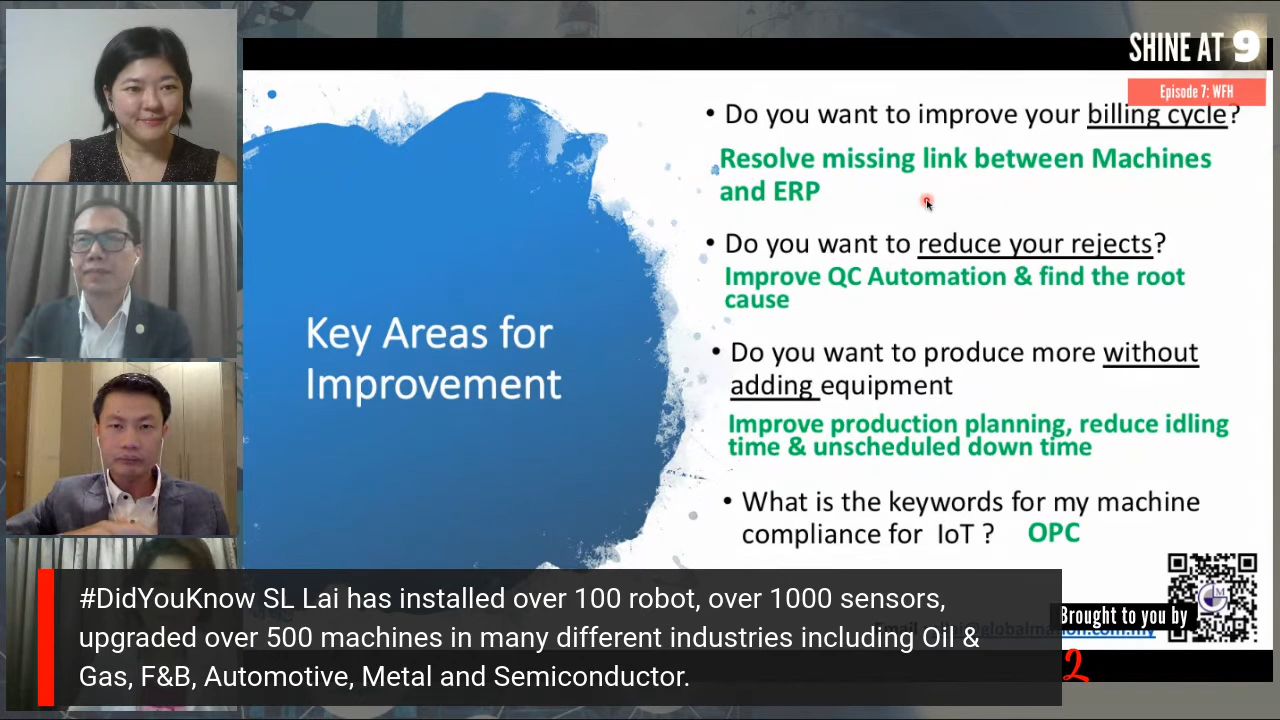 SHINE AT 9
Episode 7: WFH
Key Areas for
Improvement
• Do you want to improve your billing cycle?
Resolve missing link between Machines
and ERP
• Do you want to reduce your rejects?
Improve QC Automation & find the root
cause
• Do you want to produce more without
adding equipment
Improve production planning, reduce idling
time & unscheduled down time
• What is the keywords for my machine
compliance for IoT ? OPC
Brought to you by
#DidYouKnow SL Lai has installed over 100 robot, over 1000 sensors,
upgraded over 500 machines in many different industries including Oil &
Gas, F&B, Automotive, Metal and Semiconductor.